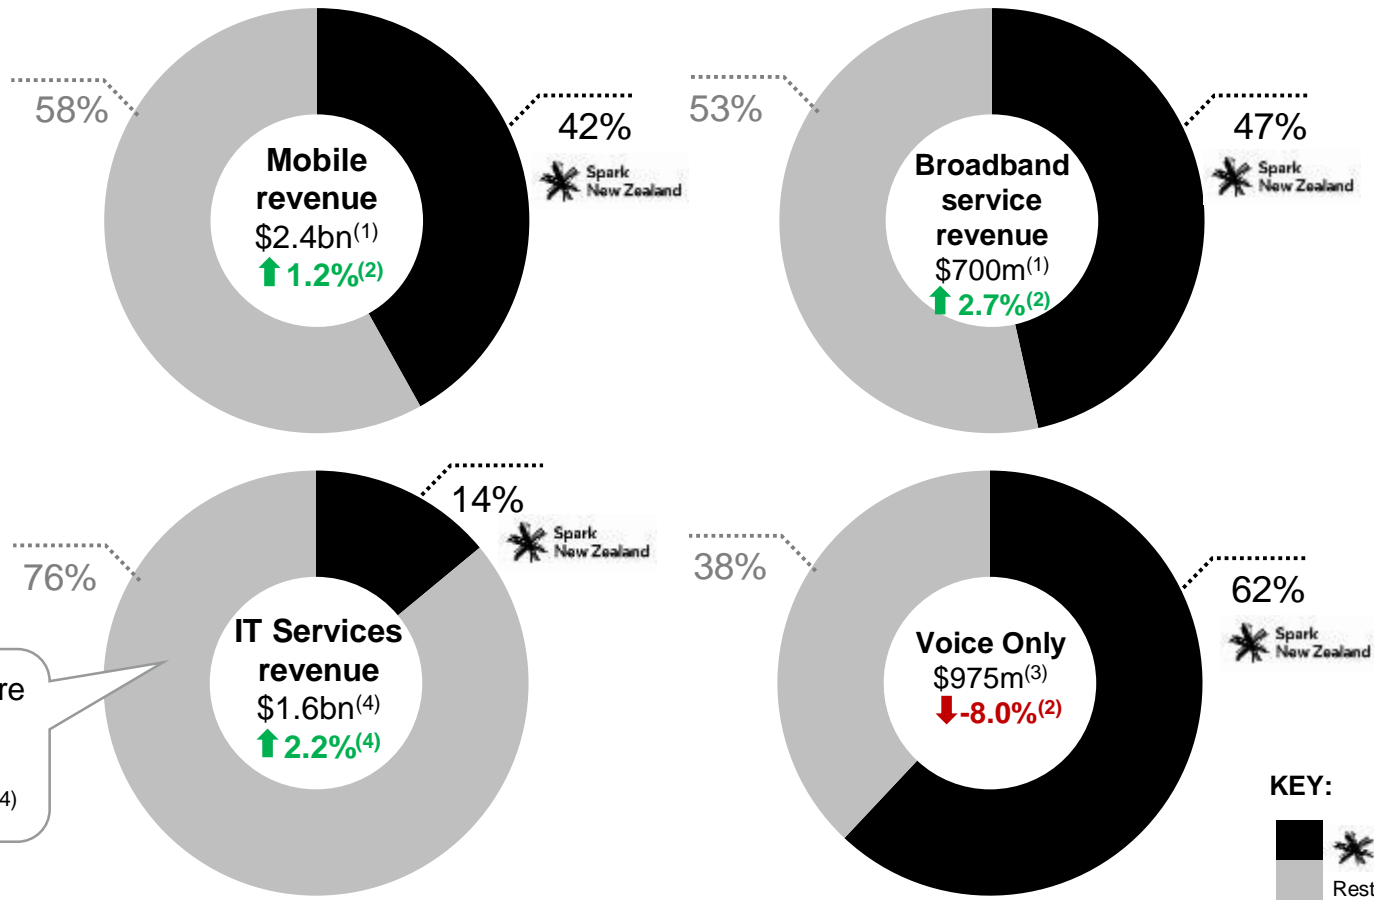 58%
42%
Spark
New Zealand
Mobile
revenue
$2.4bn(1)
1.2%(2)
53%
47%
Spark
New Zealand
Broadband
service
revenue
$700m(1)
2.7%(2)
14%
Spark
New Zealand
76%
IT Services
revenue
$1.6bn(4)
2.2%(4)
re
4)
38%
62%
Spark
New Zealand
Voice Only
$975m(3)
-8.0%(2)
KEY:
Rest